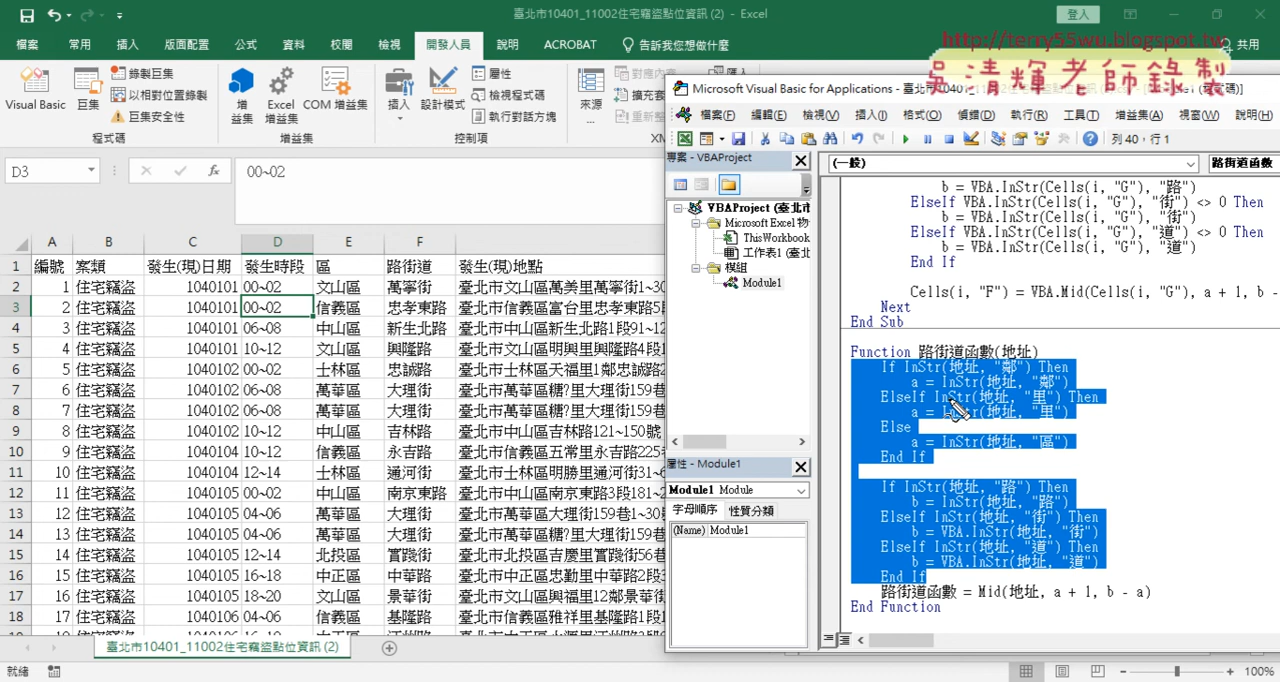 臺北市10401_11002住宅竊盜點位資訊 (2) - Excel
登入
檔案 常用 插入 版面配置 公式 資料 校閱 檢視 開發人員 說明 ACROBAT 告訴我您想做什麼 共用
http://terry55wu.blogspot.tw
吳清輝老師錄製
Visual Basic 巨集 錄製巨集 以相對位置錄製 巨集安全性
增益集 Excel 增益集 COM 增益集
插入 設計模式 屬性 檢視程式碼 執行對話方塊
來源
程式碼 增益集 控制項
D3 00~02
A B C D E F
1 編號 案類 發生(現)日期 發生時段 區 路街道 發生(現)地點
2 1 住宅竊盜 1040101 00~02 文山區 萬寧街 臺北市文山區萬美里萬寧街1~30
3 2 住宅竊盜 1040101 00~02 信義區 忠孝東路 臺北市信義區富台里忠孝東路5段
4 3 住宅竊盜 1040101 06~08 中山區 新生北路 臺北市中山區新生北路1段91~12
5 4 住宅竊盜 1040101 10~12 文山區 興隆路 臺北市文山區明興里興隆路4段1
6 5 住宅竊盜 1040102 00~02 士林區 忠誠路 臺北市士林區天福里1鄰忠誠路2
7 6 住宅竊盜 1040102 06~08 萬華區 大理街 臺北市萬華區糖?里大理街159巷
8 7 住宅竊盜 1040102 06~08 萬華區 大理街 臺北市萬華區糖?里大理街159巷
9 8 住宅竊盜 1040102 10~12 中山區 吉林路 臺北市中山區吉林路121~150號
10 9 住宅竊盜 1040104 10~12 信義區 永吉路 臺北市信義區五常里永吉路225巷
11 10 住宅竊盜 1040104 12~14 士林區 通河街 臺北市士林區明勝里通河街31~6
12 11 住宅竊盜 1040105 00~02 中山區 南京東路 臺北市中山區南京東路3段181~2
13 12 住宅竊盜 1040105 04~06 萬華區 大理街 臺北市萬華區大理街159巷1~30
14 13 住宅竊盜 1040105 04~06 萬華區 大理街 臺北市萬華區糖?里大理街159巷
15 14 住宅竊盜 1040105 12~14 北投區 實踐街 臺北市北投區吉慶里實踐街56巷
16 15 住宅竊盜 1040105 16~18 中正區 中華路 臺北市中正區忠勤里中華路2段
17 16 住宅竊盜 1040105 18~20 文山區 景華街 臺北市文山區興福里12鄰景華街
18 17 住宅竊盜 1040106 04~06 信義區 基隆路 臺北市信義區雅祥里基隆路1段
臺北市10401_11002住宅竊盜點位資訊 (2)
就緒
100%
Microsoft Visual Basic for Applications - 臺北市
檔案(F) 編輯(E) 檢視(V) 插入(I) 格式(O) 偵錯(D) 執行(R) 工具(T) 增益集(A) 視窗(W) 說明(H)
列 40，行 1
專案 - VBAProject
VBAProject (臺北市
Microsoft Excel 物
ThisWorkbook
工作表1 (臺北
模組
Module1
屬性 - Module1
Module1 Module
字母順序 性質分類
(Name) Module1
(一般) 路街道函數
b = VBA.InStr(Cells(i, "G"), "路")
ElseIf VBA.InStr(Cells(i, "G"), "街") <> 0 Then
b = VBA.InStr(Cells(i, "G"), "街")
ElseIf VBA.InStr(Cells(i, "G"), "道") <> 0 Then
b = VBA.InStr(Cells(i, "G"), "道")
End If
Cells(i, "F") = VBA.Mid(Cells(i, "G"), a + 1, b -
Next
End Sub
Function 路街道函數(地址)
If InStr(地址, "鄰") Then
a = InStr(地址, "鄰")
ElseIf InStr(地址, "里") Then
a = InStr(地址, "里")
Else
a = InStr(地址, "區")
End If
If InStr(地址, "路") Then
b = InStr(地址, "路")
ElseIf InStr(地址, "街") Then
b = VBA.InStr(地址, "街")
ElseIf InStr(地址, "道") Then
b = VBA.InStr(地址, "道")
End If
路街道函數 = Mid(地址, a + 1, b - a)
End Function